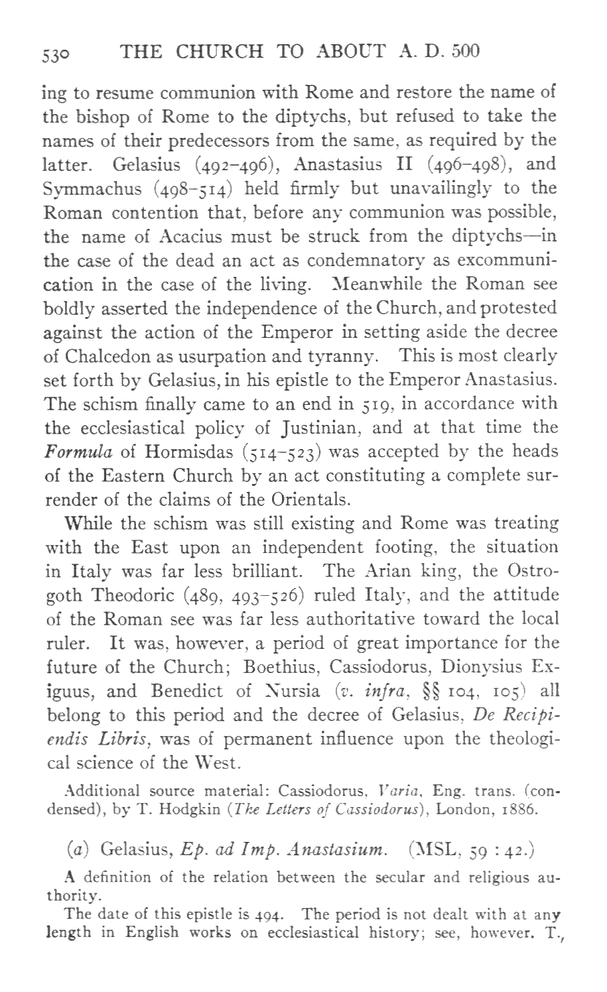 530 THE CHURCH TO ABOUT A. D. 500
ing to resume communion with Rome and restore the name of
the bishop of Rome to the diptychs, but refused to take the
names of their predecessors from the same, as required by the
latter. Gelasius (492–496), Anastasius II (496–498), and
Symmachus (498–514) held firmly but unavailingly to the
Roman contention that, before any communion was possible,
the name of Acacius must be struck from the diptychs—in
the case of the dead an act as condemnatory as excommuni-
cation in the case of the living. Meanwhile the Roman see
boldly asserted the independence of the Church, and protested
against the action of the Emperor in setting aside the decree
of Chalcedon as usurpation and tyranny. This is most clearly
set forth by Gelasius, in his epistle to the Emperor Anastasius.
The schism finally came to an end in 519, in accordance with
the ecclesiastical policy of Justinian, and at that time the
Formula of Hormisdas (514–523) was accepted by the heads
of the Eastern Church by an act constituting a complete sur-
render of the claims of the Orientals.
While the schism was still existing and Rome was treating
with the East upon an independent footing, the situation
in Italy was far less brilliant. The Arian king, the Ostro-
goth Theodoric (489, 493–526) ruled Italy, and the attitude
of the Roman see was far less authoritative toward the local
ruler. It was, however, a period of great importance for the
future of the Church; Boethius, Cassiodorus, Dionysius Ex-
iguus, and Benedict of Nursia (v. infra, §§ 104, 105) all
belong to this period and the decree of Gelasius, De Recipi-
endis Libris, was of permanent influence upon the theologi-
cal science of the West.
Additional source material: Cassiodorus, Varia, Eng. trans. (con-
densed), by T. Hodgkin (The Letters of Cassiodorus), London, 1886.
(a) Gelasius, Ep. ad Imp. Anastasium. (MSL, 59 : 42.)
A definition of the relation between the secular and religious au-
thority.
The date of this epistle is 494. The period is not dealt with at any
length in English works on ecclesiastical history; see, however, T.,